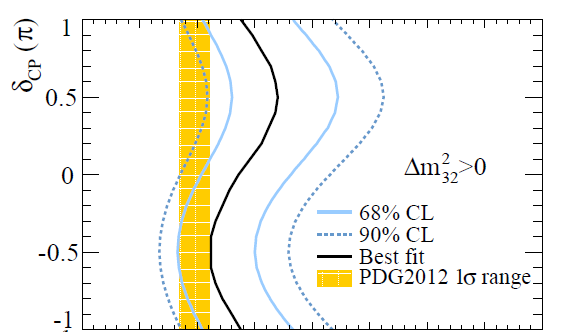 δCP (π)
1
0.5
0
-0.5
-1
Δm²₃₂>0
68% CL
90% CL
Best fit
PDG2012 1σ range